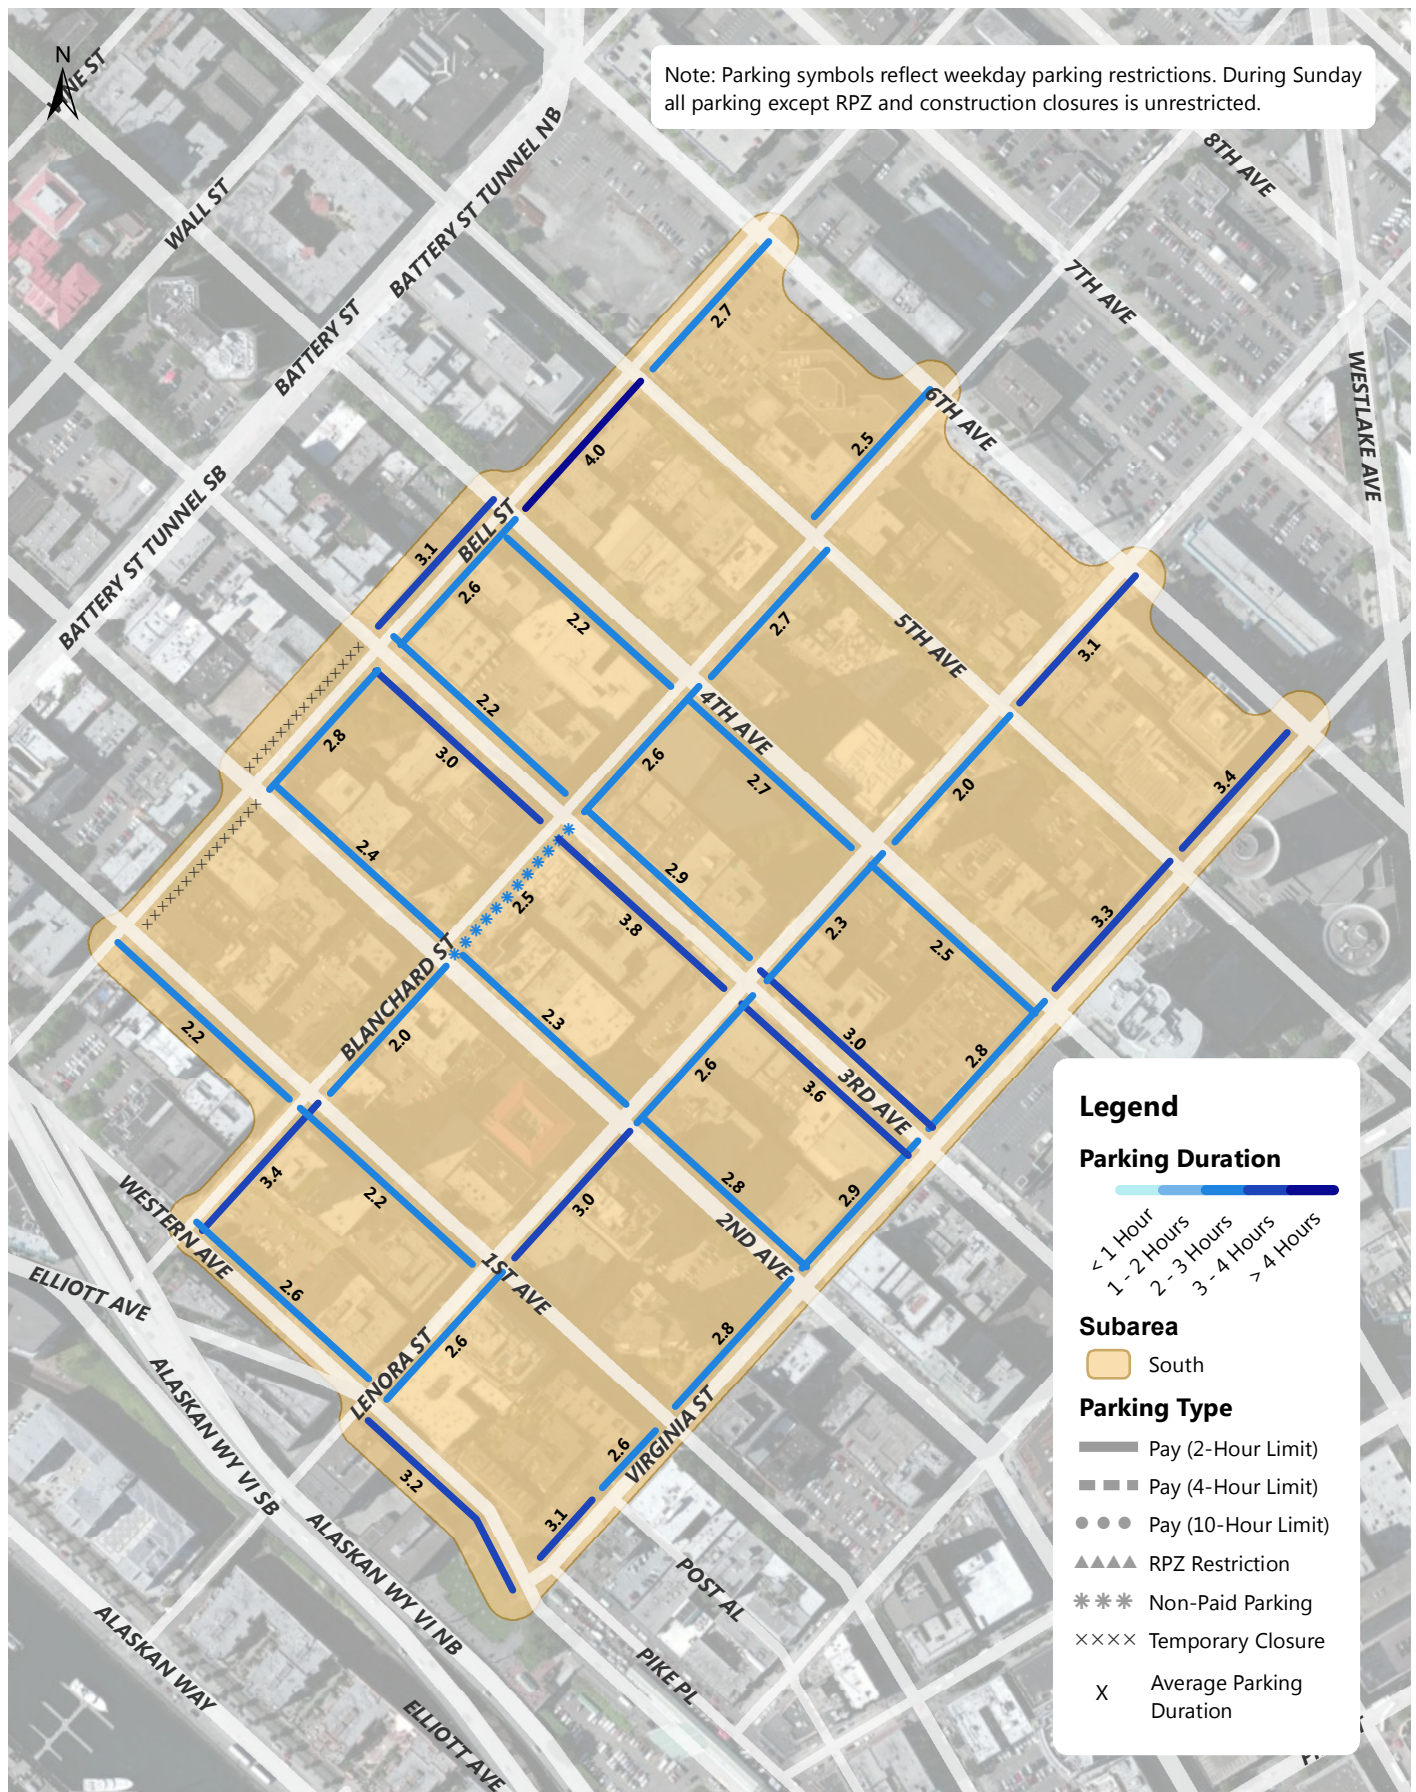 N
Note: Parking symbols reflect weekday parking restrictions. During Sunday
all parking except RPZ and construction closures is unrestricted.
WALL ST
BATTERY ST TUNNEL NB
BATTERY ST
BATTERY ST TUNNEL SB
8TH AVE
7TH AVE
WESTLAKE AVE
6TH AVE
5TH AVE
4TH AVE
3RD AVE
2ND AVE
1ST AVE
WESTERN AVE
ELLIOTT AVE
BELL ST
BLANCHARD ST
LENORA ST
VIRGINIA ST
ALASKAN WY VI SB
ALASKAN WY VI NB
ALASKAN WAY
ELLIOTT AVE
POST AL
PIKE PL
2.7
2.5
4.0
3.1
2.6
2.2
2.7
3.1
2.2
2.8
3.0
2.6
2.7
2.0
3.4
2.4
2.5
2.9
3.8
2.3
2.5
3.3
2.2
2.0
2.3
2.6
3.0
2.8
3.6
3.4
2.2
3.0
2.8
2.9
2.6
2.6
2.8
3.2
2.6
3.1
Legend
Parking Duration
< 1 Hour
1 - 2 Hours
2 - 3 Hours
3 - 4 Hours
> 4 Hours
Subarea
South
Parking Type
Pay (2-Hour Limit)
Pay (4-Hour Limit)
Pay (10-Hour Limit)
RPZ Restriction
Non-Paid Parking
Temporary Closure
X
Average Parking
Duration